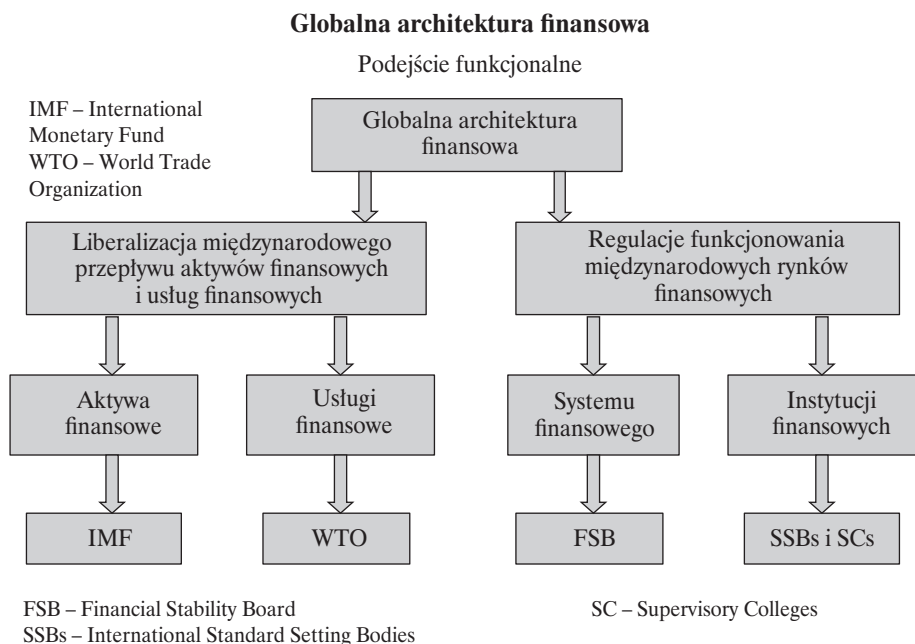 Globalna architektura finansowa
Podejście funkcjonalne
IMF – International
Monetary Fund
WTO – World Trade
Organization
Globalna architektura
finansowa
Liberalizacja międzynarodowego
przepływu aktywów finansowych
i usług finansowych
Regulacje funkcjonowania
międzynarodowych rynków
finansowych
Aktywa
finansowe
Usługi
finansowe
Systemu
finansowego
Instytucji
finansowych
IMF
WTO
FSB
SSBs i SCs
FSB – Financial Stability Board
SSBs – International Standard Setting Bodies
SC – Supervisory Colleges